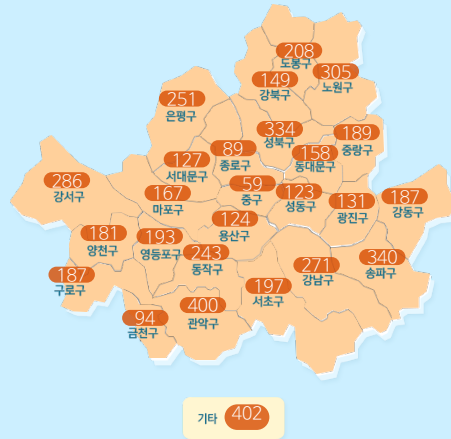 208
도봉구
149
강북구
305
노원구
251
은평구
334
성북구
189
중랑구
89
종로구
158
동대문구
127
서대문구
286
강서구
167
마포구
59
중구
123
성동구
131
광진구
187
강동구
124
용산구
181
양천구
193
영등포구
243
동작구
340
송파구
271
강남구
187
구로구
197
서초구
400
관악구
94
금천구
기타 402